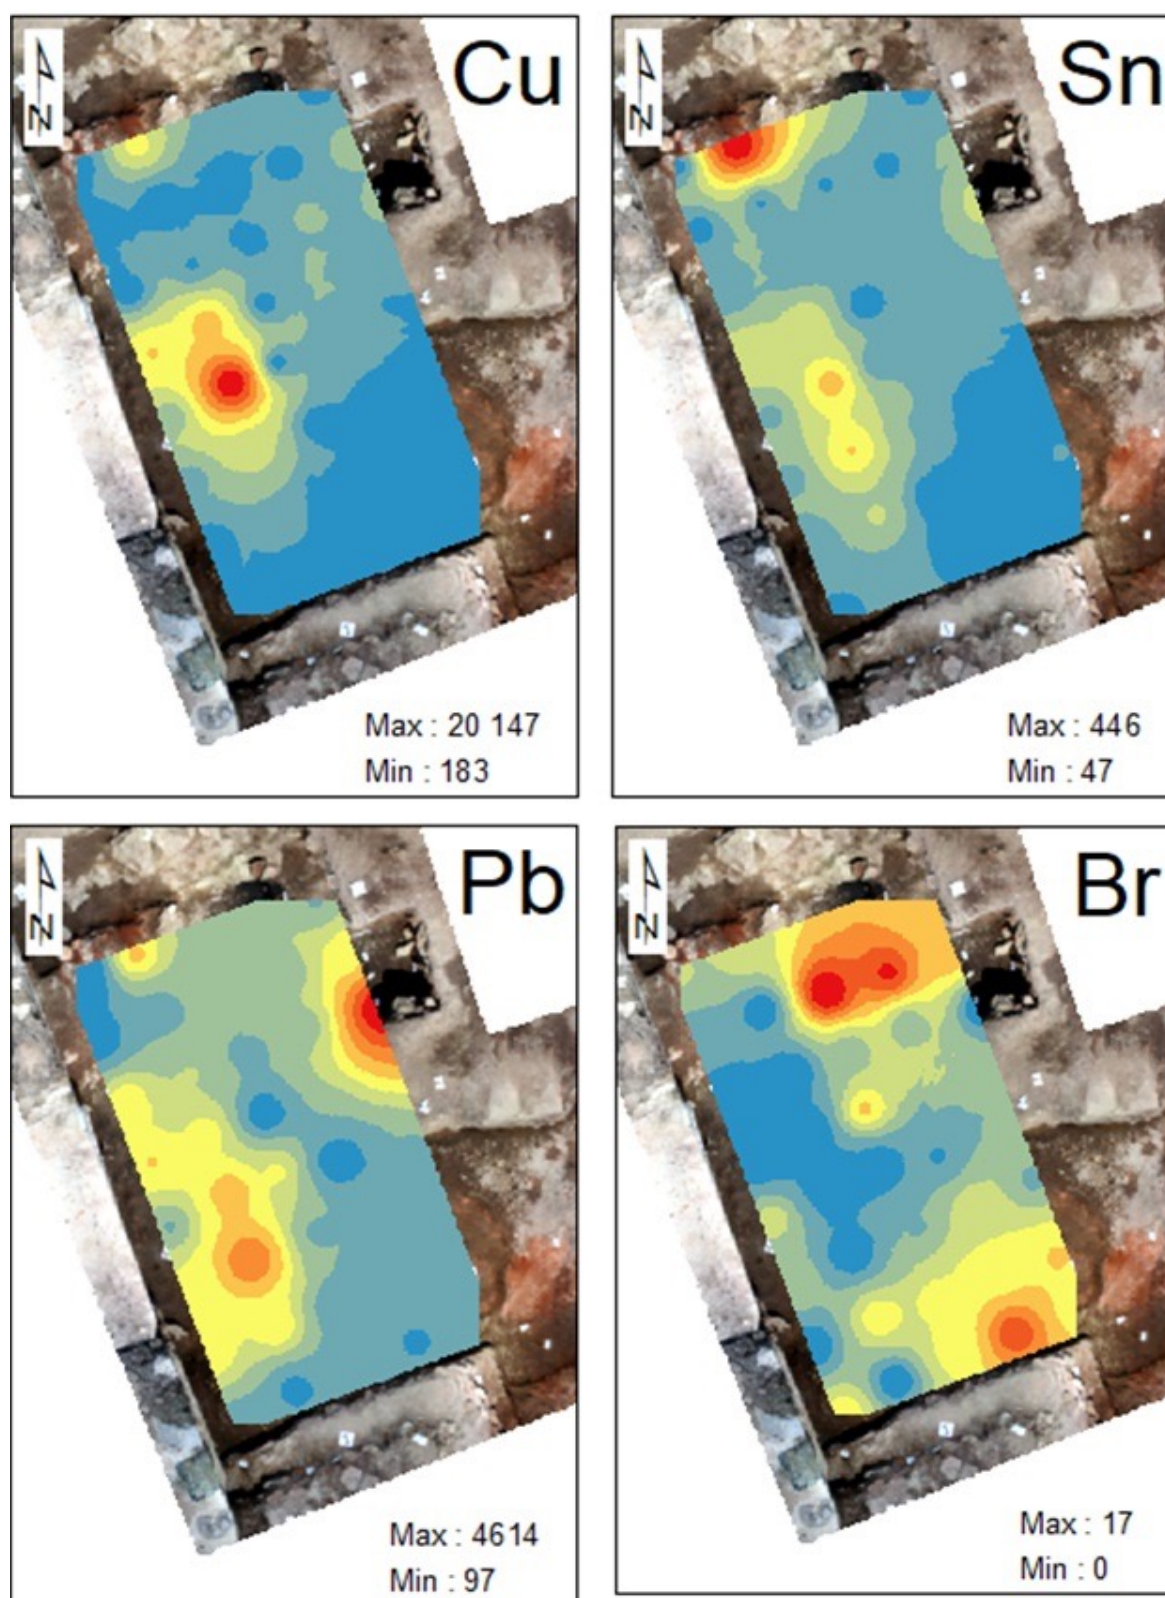 Cu
N
Max : 20 147
Min : 183
Sn
N
Max : 446
Min : 47
Pb
N
Max : 4614
Min : 97
Br
N
Max : 17
Min : 0